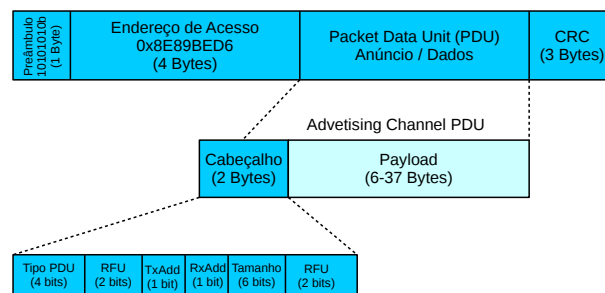 Preâmbulo
10101010b
(1 Byte)
Endereço de Acesso
0x8E89BED6
(4 Bytes)
Packet Data Unit (PDU)
Anúncio / Dados
CRC
(3 Bytes)
Advetising Channel PDU
Cabeçalho
(2 Bytes)
Payload
(6-37 Bytes)
Tipo PDU
(4 bits)
RFU
(2 bits)
TxAdd
(1 bit)
RxAdd
(1 bit)
Tamanho
(6 bits)
RFU
(2 bits)